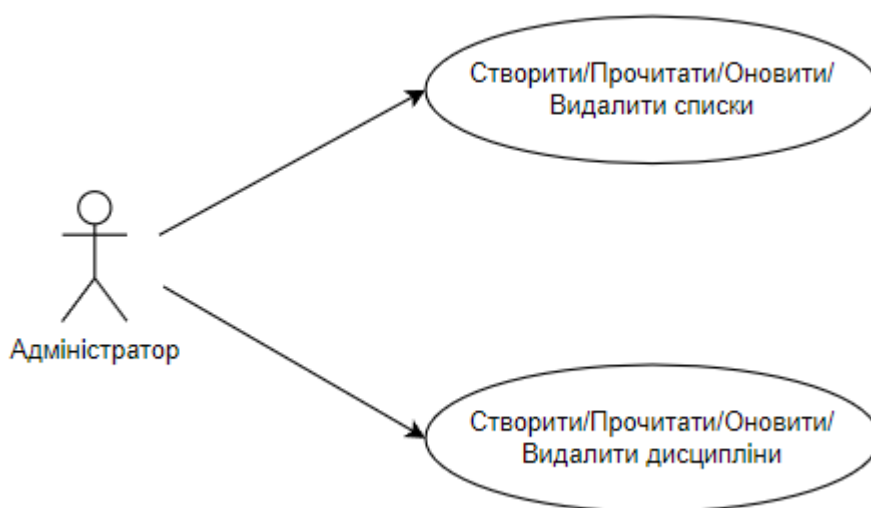 Створити/Прочитати/Оновити/
Видалити списки
Адміністратор
Створити/Прочитати/Оновити/
Видалити дисципліни